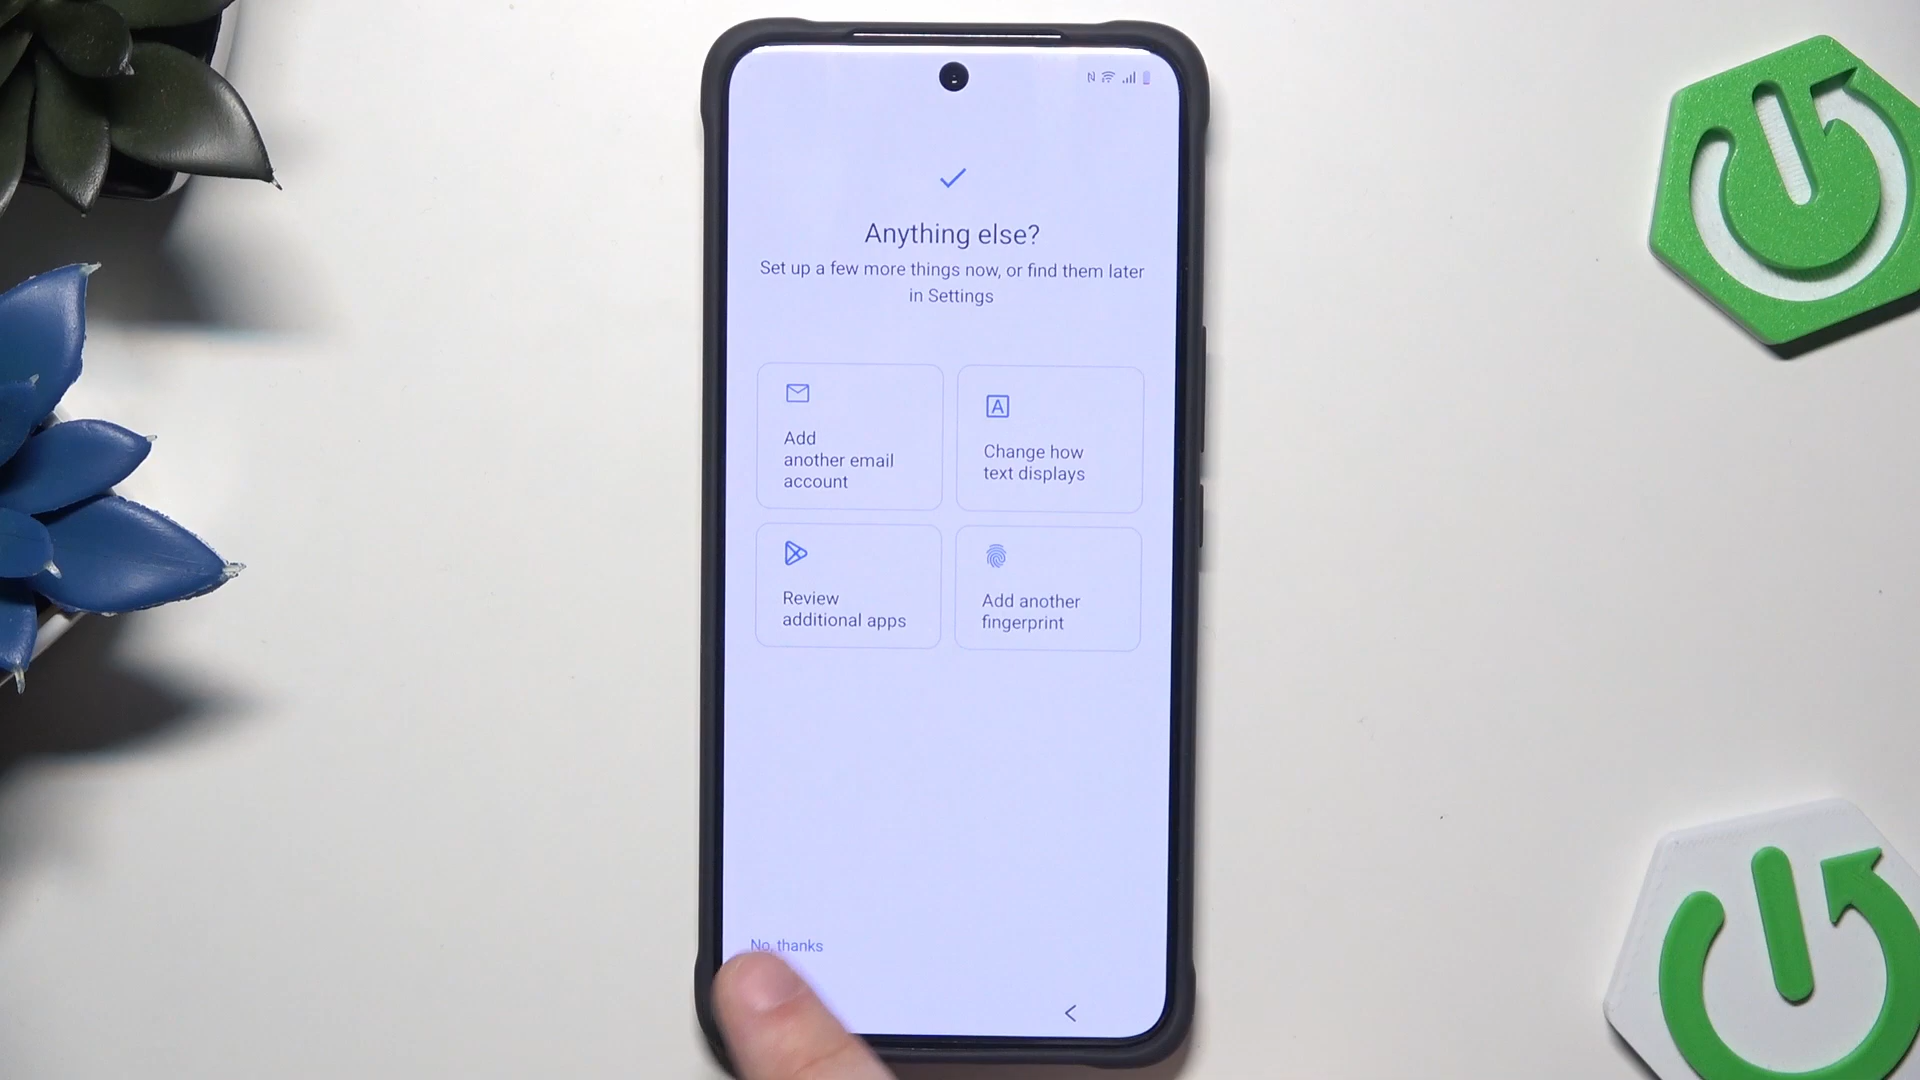 Anything else?
Set up a few more things now, or find them later
in Settings
Add
another email
account
A
Change how
text displays
Review
additional apps
Add another
fingerprint
No, thanks